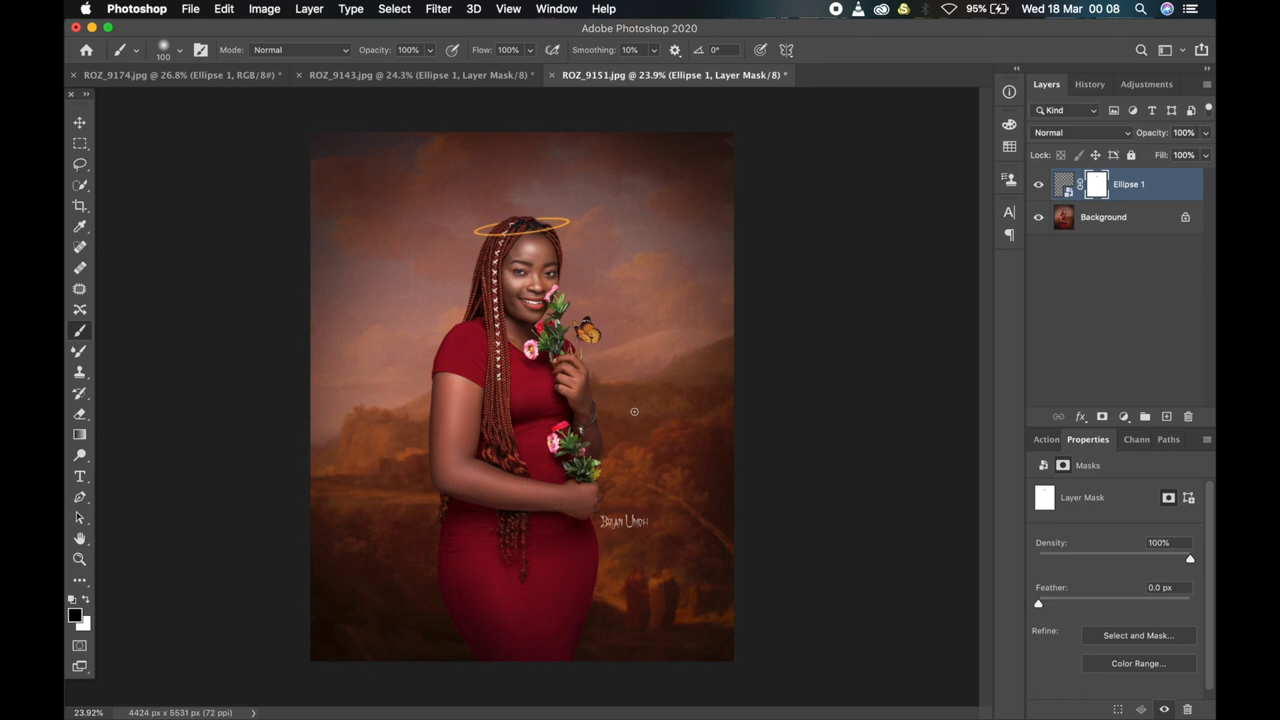 Photoshop File Edit Image Layer Type Select Filter 3D View Window Help 95% Wed 18 Mar 00 08
Adobe Photoshop 2020
100 Mode: Normal Opacity: 100% Flow: 100% Smoothing: 10% 0°
ROZ_9174.jpg @ 26.8% (Ellipse 1, RGB/8#) * ROZ_9143.jpg @ 24.3% (Ellipse 1, Layer Mask/8) * ROZ_9151.jpg @ 23.9% (Ellipse 1, Layer Mask/8) *
Layers History Adjustments
Kind
Normal Opacity: 100%
Lock: Fill: 100%
Ellipse 1
Background
Action Properties Chann Paths
Masks
Layer Mask
Density: 100%
Feather: 0.0 px
Refine: Select and Mask...
Color Range...
23.92% 4424 px x 5531 px (72 ppi)